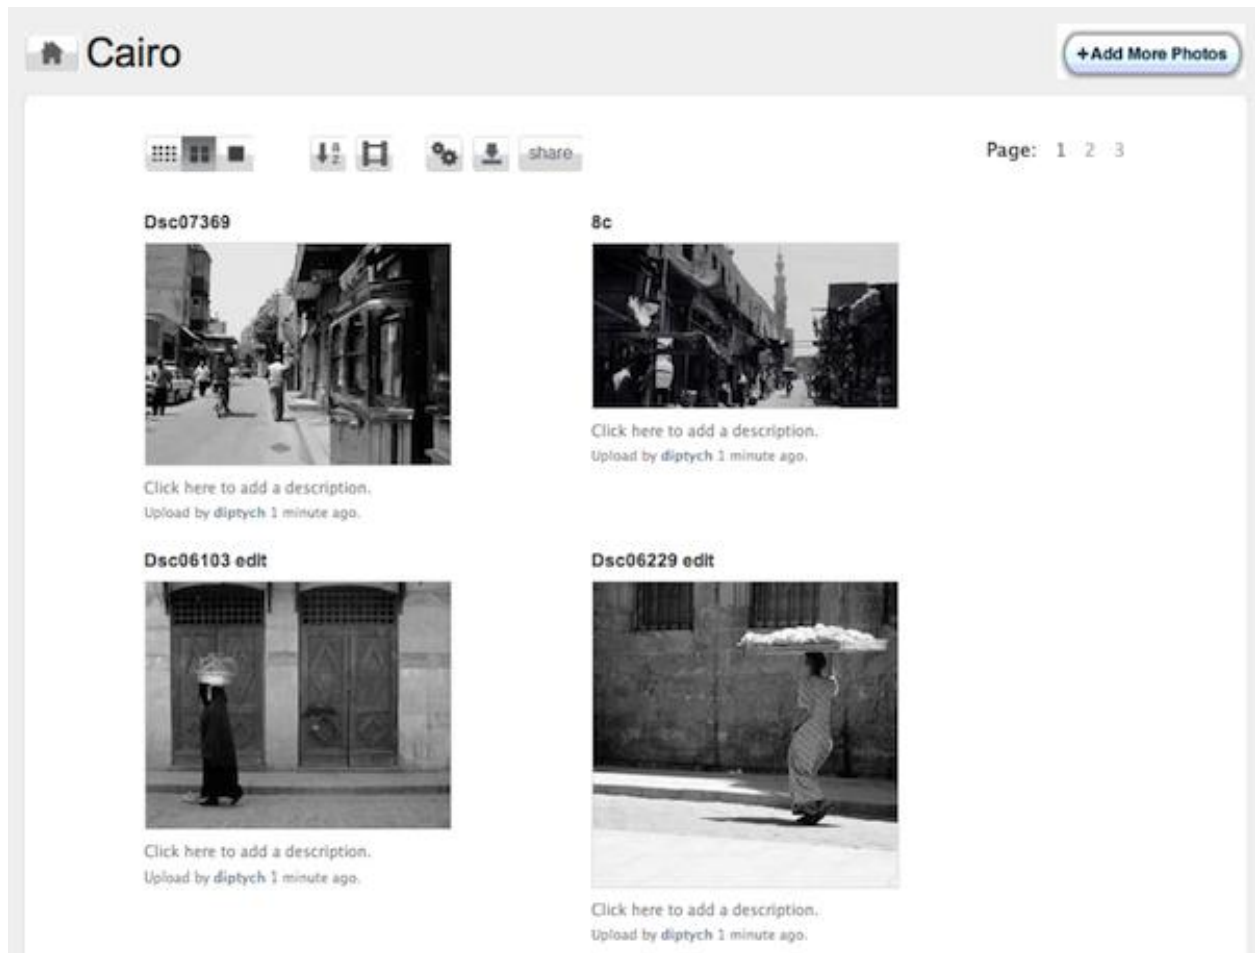 Cairo
+Add More Photos
share
Page: 1 2 3
Dsc07369
8c
Click here to add a description.
Upload by diptych 1 minute ago.
Click here to add a description.
Upload by diptych 1 minute ago.
Dsc06103 edit
Dsc06229 edit
Click here to add a description.
Upload by diptych 1 minute ago.
Click here to add a description.
Upload by diptych 1 minute ago.